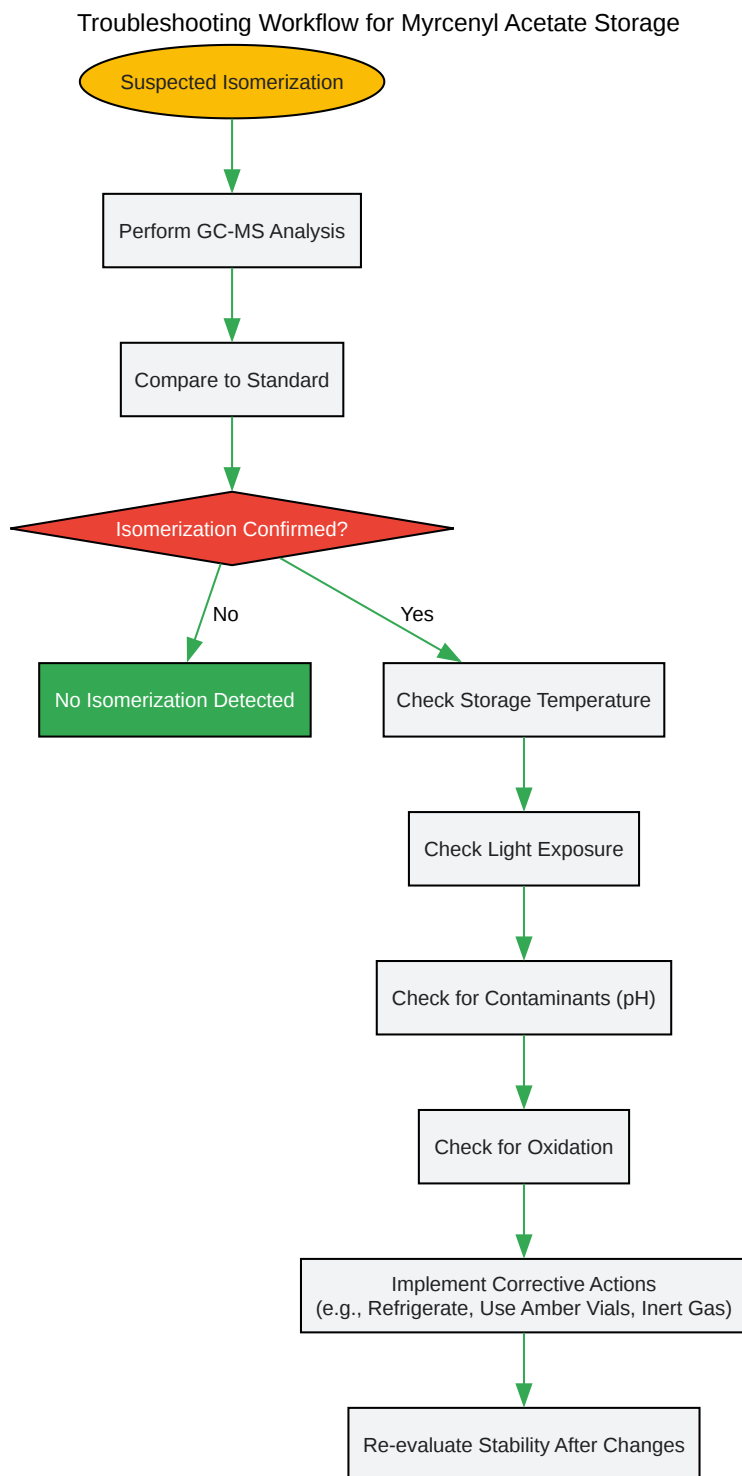 Troubleshooting Workflow for Myrcenyl Acetate Storage
Suspected Isomerization
Perform GC-MS Analysis
Compare to Standard
Isomerization Confirmed?
No
Yes
No Isomerization Detected
Check Storage Temperature
Check Light Exposure
Check for Contaminants (pH)
Check for Oxidation
Implement Corrective Actions
(e.g., Refrigerate, Use Amber Vials, Inert Gas)
Re-evaluate Stability After Changes